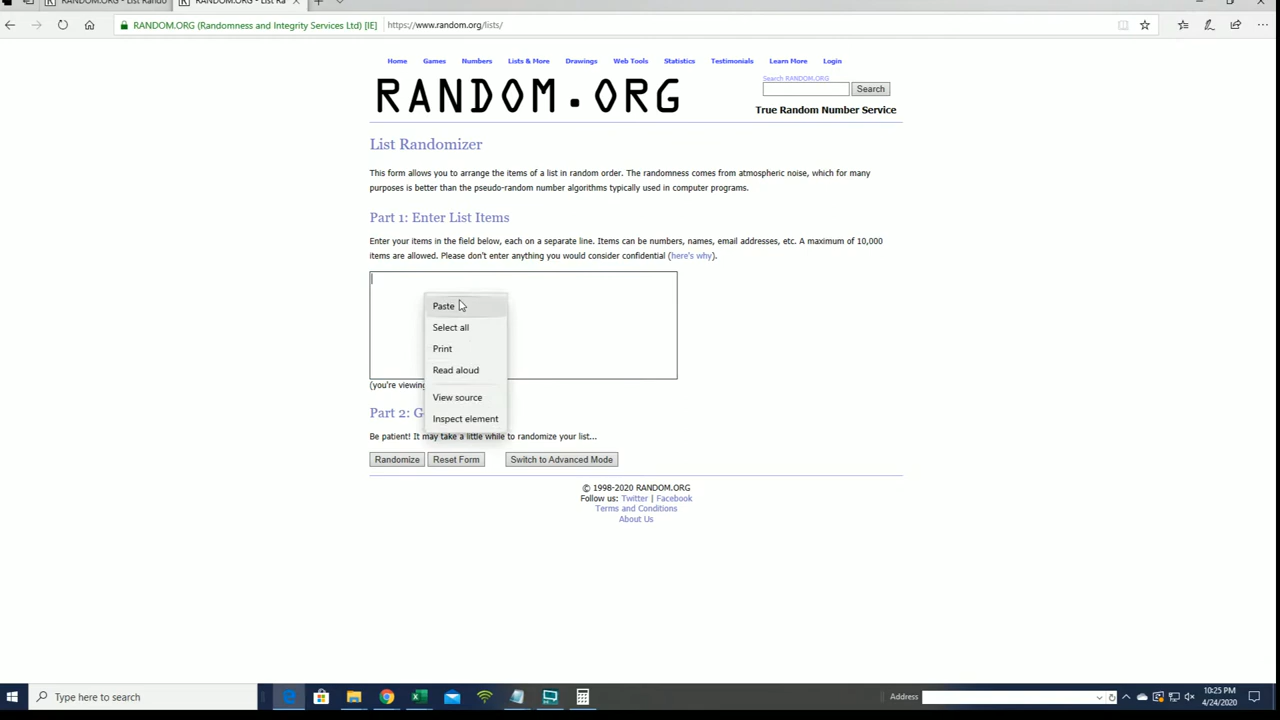 RANDOM.ORG - List Rando
RANDOM.ORG - List Ra
RANDOM.ORG (Randomness and Integrity Services Ltd) [IE]
https://www.random.org/lists/
Home Games Numbers Lists & More Drawings Web Tools Statistics Testimonials Learn More Login
RANDOM.ORG
Search RANDOM.ORG
Search
True Random Number Service
List Randomizer
This form allows you to arrange the items of a list in random order. The randomness comes from atmospheric noise, which for many
purposes is better than the pseudo-random number algorithms typically used in computer programs.
Part 1: Enter List Items
Enter your items in the field below, each on a separate line. Items can be numbers, names, email addresses, etc. A maximum of 10,000
items are allowed. Please don't enter anything you would consider confidential (here's why).
Paste
Select all
Print
Read aloud
View source
Inspect element
(you're viewing
Part 2: G
Be patient! It may take a little while to randomize your list...
Randomize Reset Form Switch to Advanced Mode
© 1998-2020 RANDOM.ORG
Follow us: Twitter | Facebook
Terms and Conditions
About Us
Type here to search
Address
10:25 PM
4/24/2020